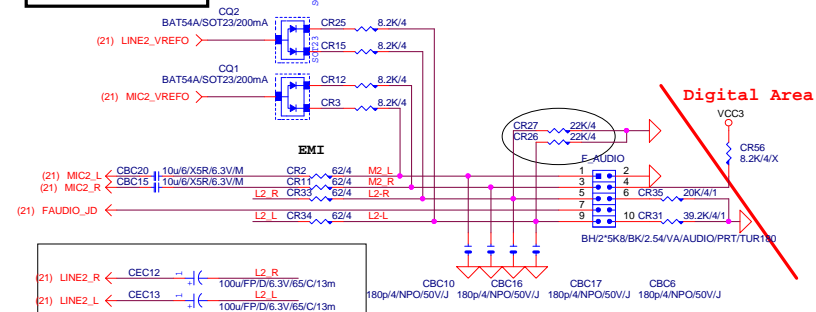 CQ2
BAT54A/SOT23/200mA
CR25 8.2K/4
(21) LINE2_VREFO
CR15 8.2K/4
SOT23
CQ1
BAT54A/SOT23/200mA
CR12 8.2K/4
(21) MIC2_VREFO
CR3 8.2K/4
Digital Area
VCC3
CR27 22K/4
CR26 22K/4
CR56
8.2K/4/X
EMI
F_AUDIO
(21) MIC2_L CBC20 10u/6/X5R/6.3V/M CR2 62/4 M2_L 1 2
(21) MIC2_R CBC15 10u/6/X5R/6.3V/M CR11 62/4 M2_R 3 4
L2_R CR33 62/4 L2-R 5 6 CR35 20K/4/1
(21) FAUDIO_JD 7
L2_L CR34 62/4 L2-L 9 10 CR31 39.2K/4/1
BH/2*5K8/BK/2.54/VA/AUDIO/PRT/TUR180
(21) LINE2_R CEC12 1 L2_R
100u/FP/D/6.3V/65/C/13m
(21) LINE2_L CEC13 1 L2_L
100u/FP/D/6.3V/65/C/13m
CBC10 CBC16 CBC17 CBC6
180p/4/NPO/50V/J 180p/4/NPO/50V/J 180p/4/NPO/50V/J 180p/4/NPO/50V/J